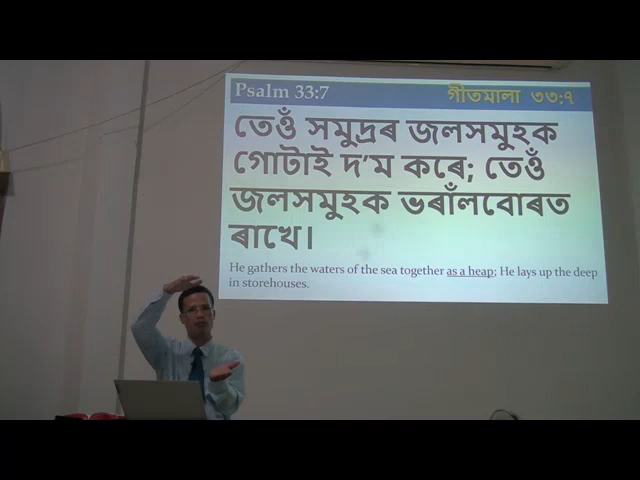 Psalm 33:7 গীতমালা ৩৩:৭
তেওঁ সমুদ্ৰৰ জলসমুহক
গোটাই দ’ম কৰে; তেওঁ
জলসমুহক ভৰাঁলবোৰত
ৰাখে।
He gathers the waters of the sea together as a heap; He lays up the deep
in storehouses.